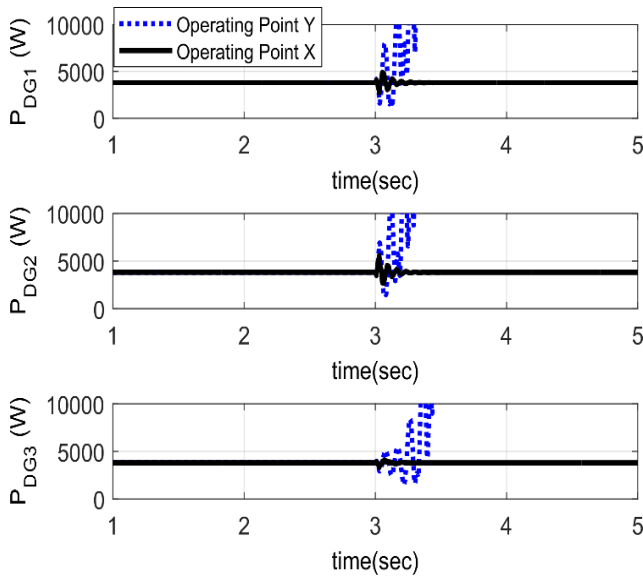 Operating Point Y
Operating Point X
P_DG1 (W)
10000
5000
0
1 2 3 4 5
time(sec)
P_DG2 (W)
10000
5000
0
1 2 3 4 5
time(sec)
P_DG3 (W)
10000
5000
0
1 2 3 4 5
time(sec)